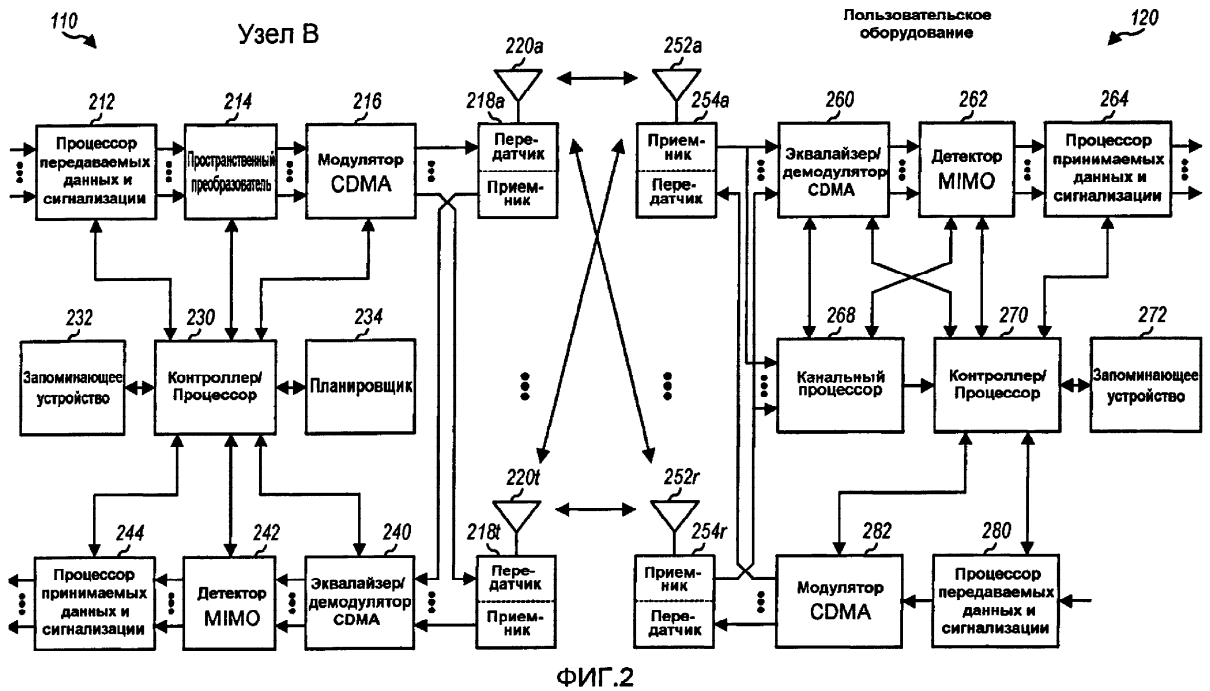 110
Узел В
Пользовательское
оборудование
120
220a
252a
212
214
216
218a
254a
260
262
264
Процессор
передаваемых
данных и
сигнализации
Пространственный
преобразователь
Модулятор
CDMA
Пере-
датчик
Прием-
ник
Прием-
ник
Пере-
датчик
Эквалайзер/
демодулятор
CDMA
Детектор
MIMO
Процессор
принимаемых
данных и
сигнализации
232
230
234
268
270
272
Запоминающее
устройство
Контроллер/
Процессор
Планировщик
Канальный
процессор
Контроллер/
Процессор
Запоминающее
устройство
220t
252r
244
242
240
218t
254r
282
280
Процессор
принимаемых
данных и
сигнализации
Детектор
MIMO
Эквалайзер/
демодулятор
CDMA
Пере-
датчик
Прием-
ник
Прием-
ник
Пере-
датчик
Модулятор
CDMA
Процессор
передаваемых
данных и
сигнализации
ФИГ.2